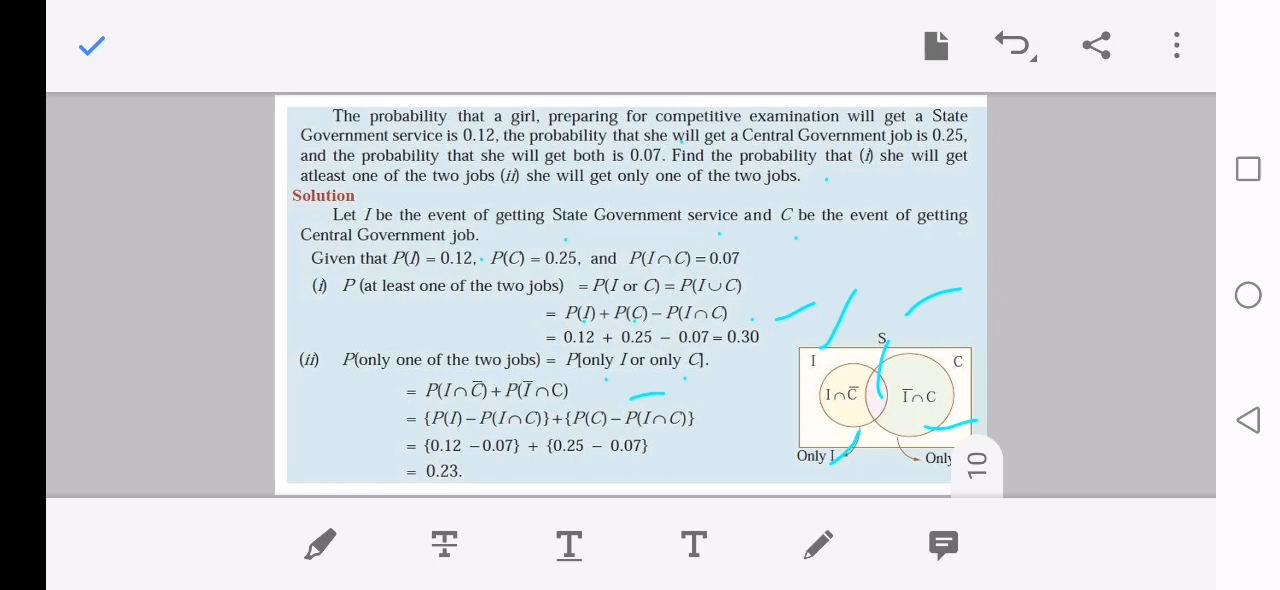 The probability that a girl, preparing for competitive examination will get a State
Government service is 0.12, the probability that she will get a Central Government job is 0.25,
and the probability that she will get both is 0.07. Find the probability that (i) she will get
atleast one of the two jobs (ii) she will get only one of the two jobs.
Solution
Let I be the event of getting State Government service and C be the event of getting
Central Government job.
Given that P(I) = 0.12, P(C) = 0.25, and P(I∩C) = 0.07
(i) P (at least one of the two jobs) = P(I or C) = P(I∪C)
= P(I) + P(C) − P(I∩C)
= 0.12 + 0.25 − 0.07 = 0.30
(ii) P(only one of the two jobs) = P[only I or only C].
= P(I∩C̅) + P(I̅∩C)
= {P(I) − P(I∩C)} + {P(C) − P(I∩C)}
= {0.12 −0.07} + {0.25 − 0.07}
= 0.23.
S
I C
I∩C̅ I̅∩C
Only I Only
10
T T T